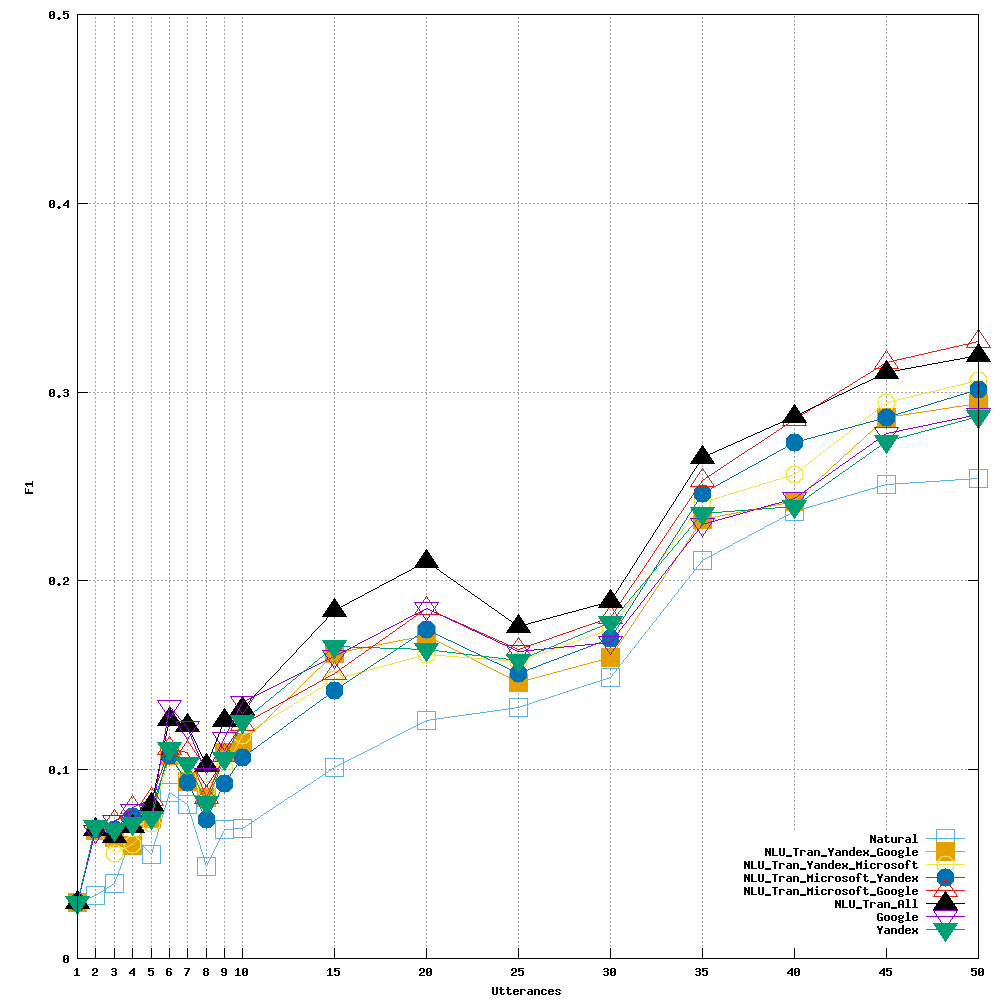 0.5
0.4
0.3
0.2
0.1
0
F1
1 2 3 4 5 6 7 8 9 10 15 20 25 30 35 40 45 50
Utterances
Natural
NLU_Tran_Yandex_Google
NLU_Tran_Yandex_Microsoft
NLU_Tran_Microsoft_Yandex
NLU_Tran_Microsoft_Google
NLU_Tran_All
Google
Yandex